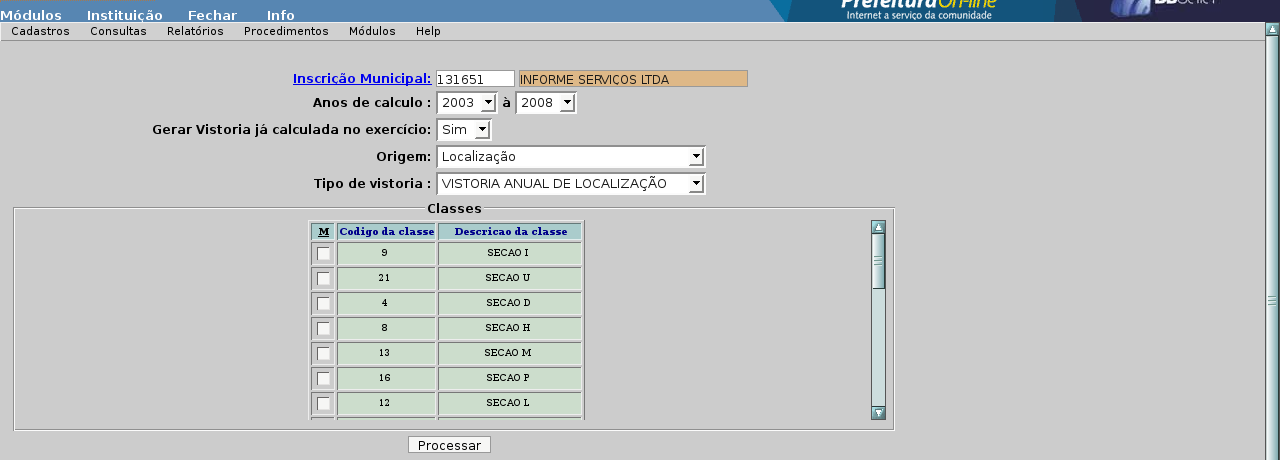 PrefeituraOn-line
Internet a serviço da comunidade
Módulos Instituição Fechar Info
Cadastros Consultas Relatórios Procedimentos Módulos Help
Inscrição Municipal: 131651 INFORME SERVIÇOS LTDA
Anos de calculo : 2003 à 2008
Gerar Vistoria já calculada no exercício: Sim
Origem: Localização
Tipo de vistoria : VISTORIA ANUAL DE LOCALIZAÇÃO
Classes
M Codigo da classe Descricao da classe
9 SECAO I
21 SECAO U
4 SECAO D
8 SECAO H
13 SECAO M
16 SECAO P
12 SECAO L
Processar